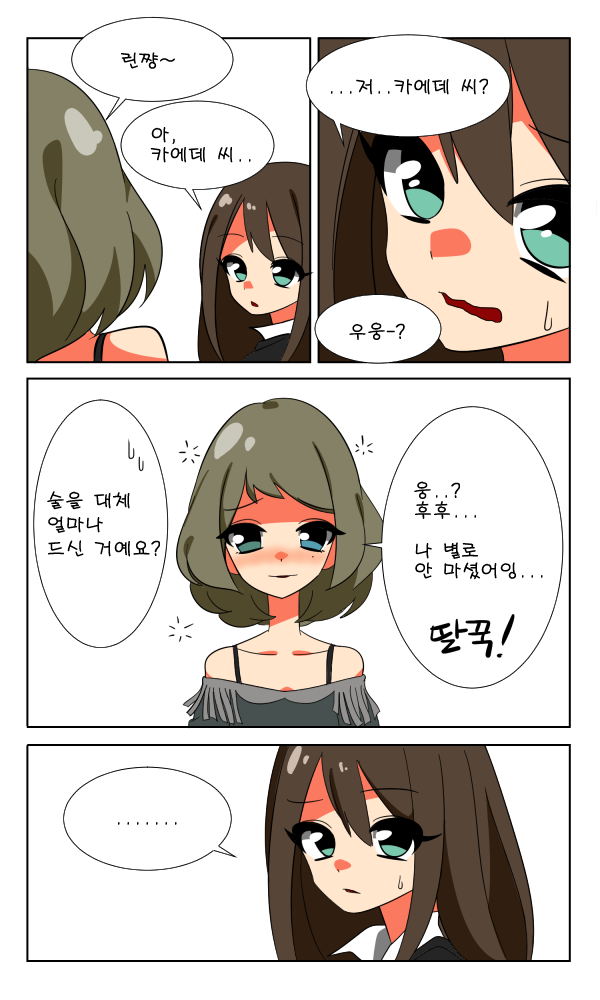 린쨩~
아,
카에데 씨..
...저..카에데 씨?
우웅-?
술을 대체
얼마나
드신 거예요?
웅..?
후후...
나 별로
안 마셨어잉...
딸꾹!
.......